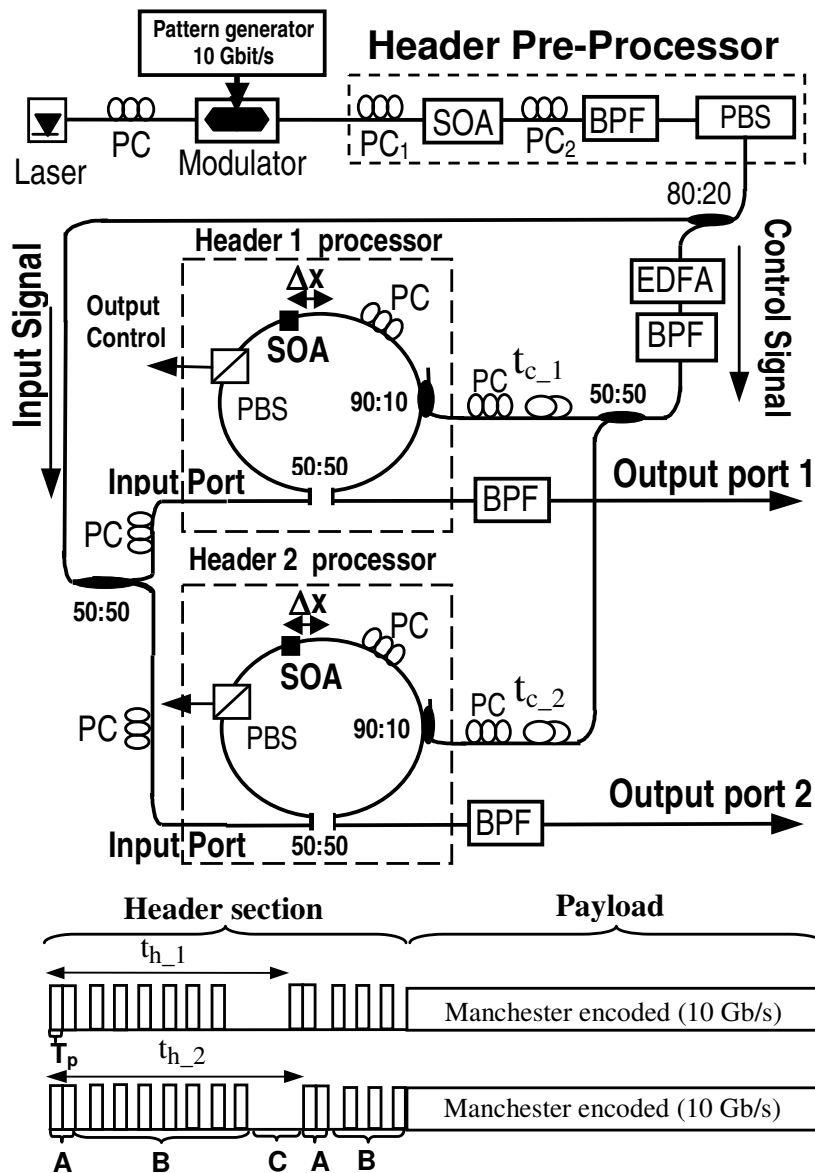 Pattern generator
10 Gbit/s
Header Pre-Processor
Laser
PC
Modulator
PC1
SOA
PC2
BPF
PBS
80:20
Input Signal
Control Signal
EDFA
BPF
Header 1 processor
Δx
PC
SOA
Output
Control
PBS
90:10
PC
tc_1
50:50
50:50
Input Port
BPF
Output port 1
PC
50:50
Header 2 processor
Δx
PC
SOA
PC
PBS
90:10
PC
tc_2
50:50
Input Port
BPF
Output port 2
Header section
Payload
th_1
Manchester encoded (10 Gb/s)
Tp
th_2
Manchester encoded (10 Gb/s)
A B C A B